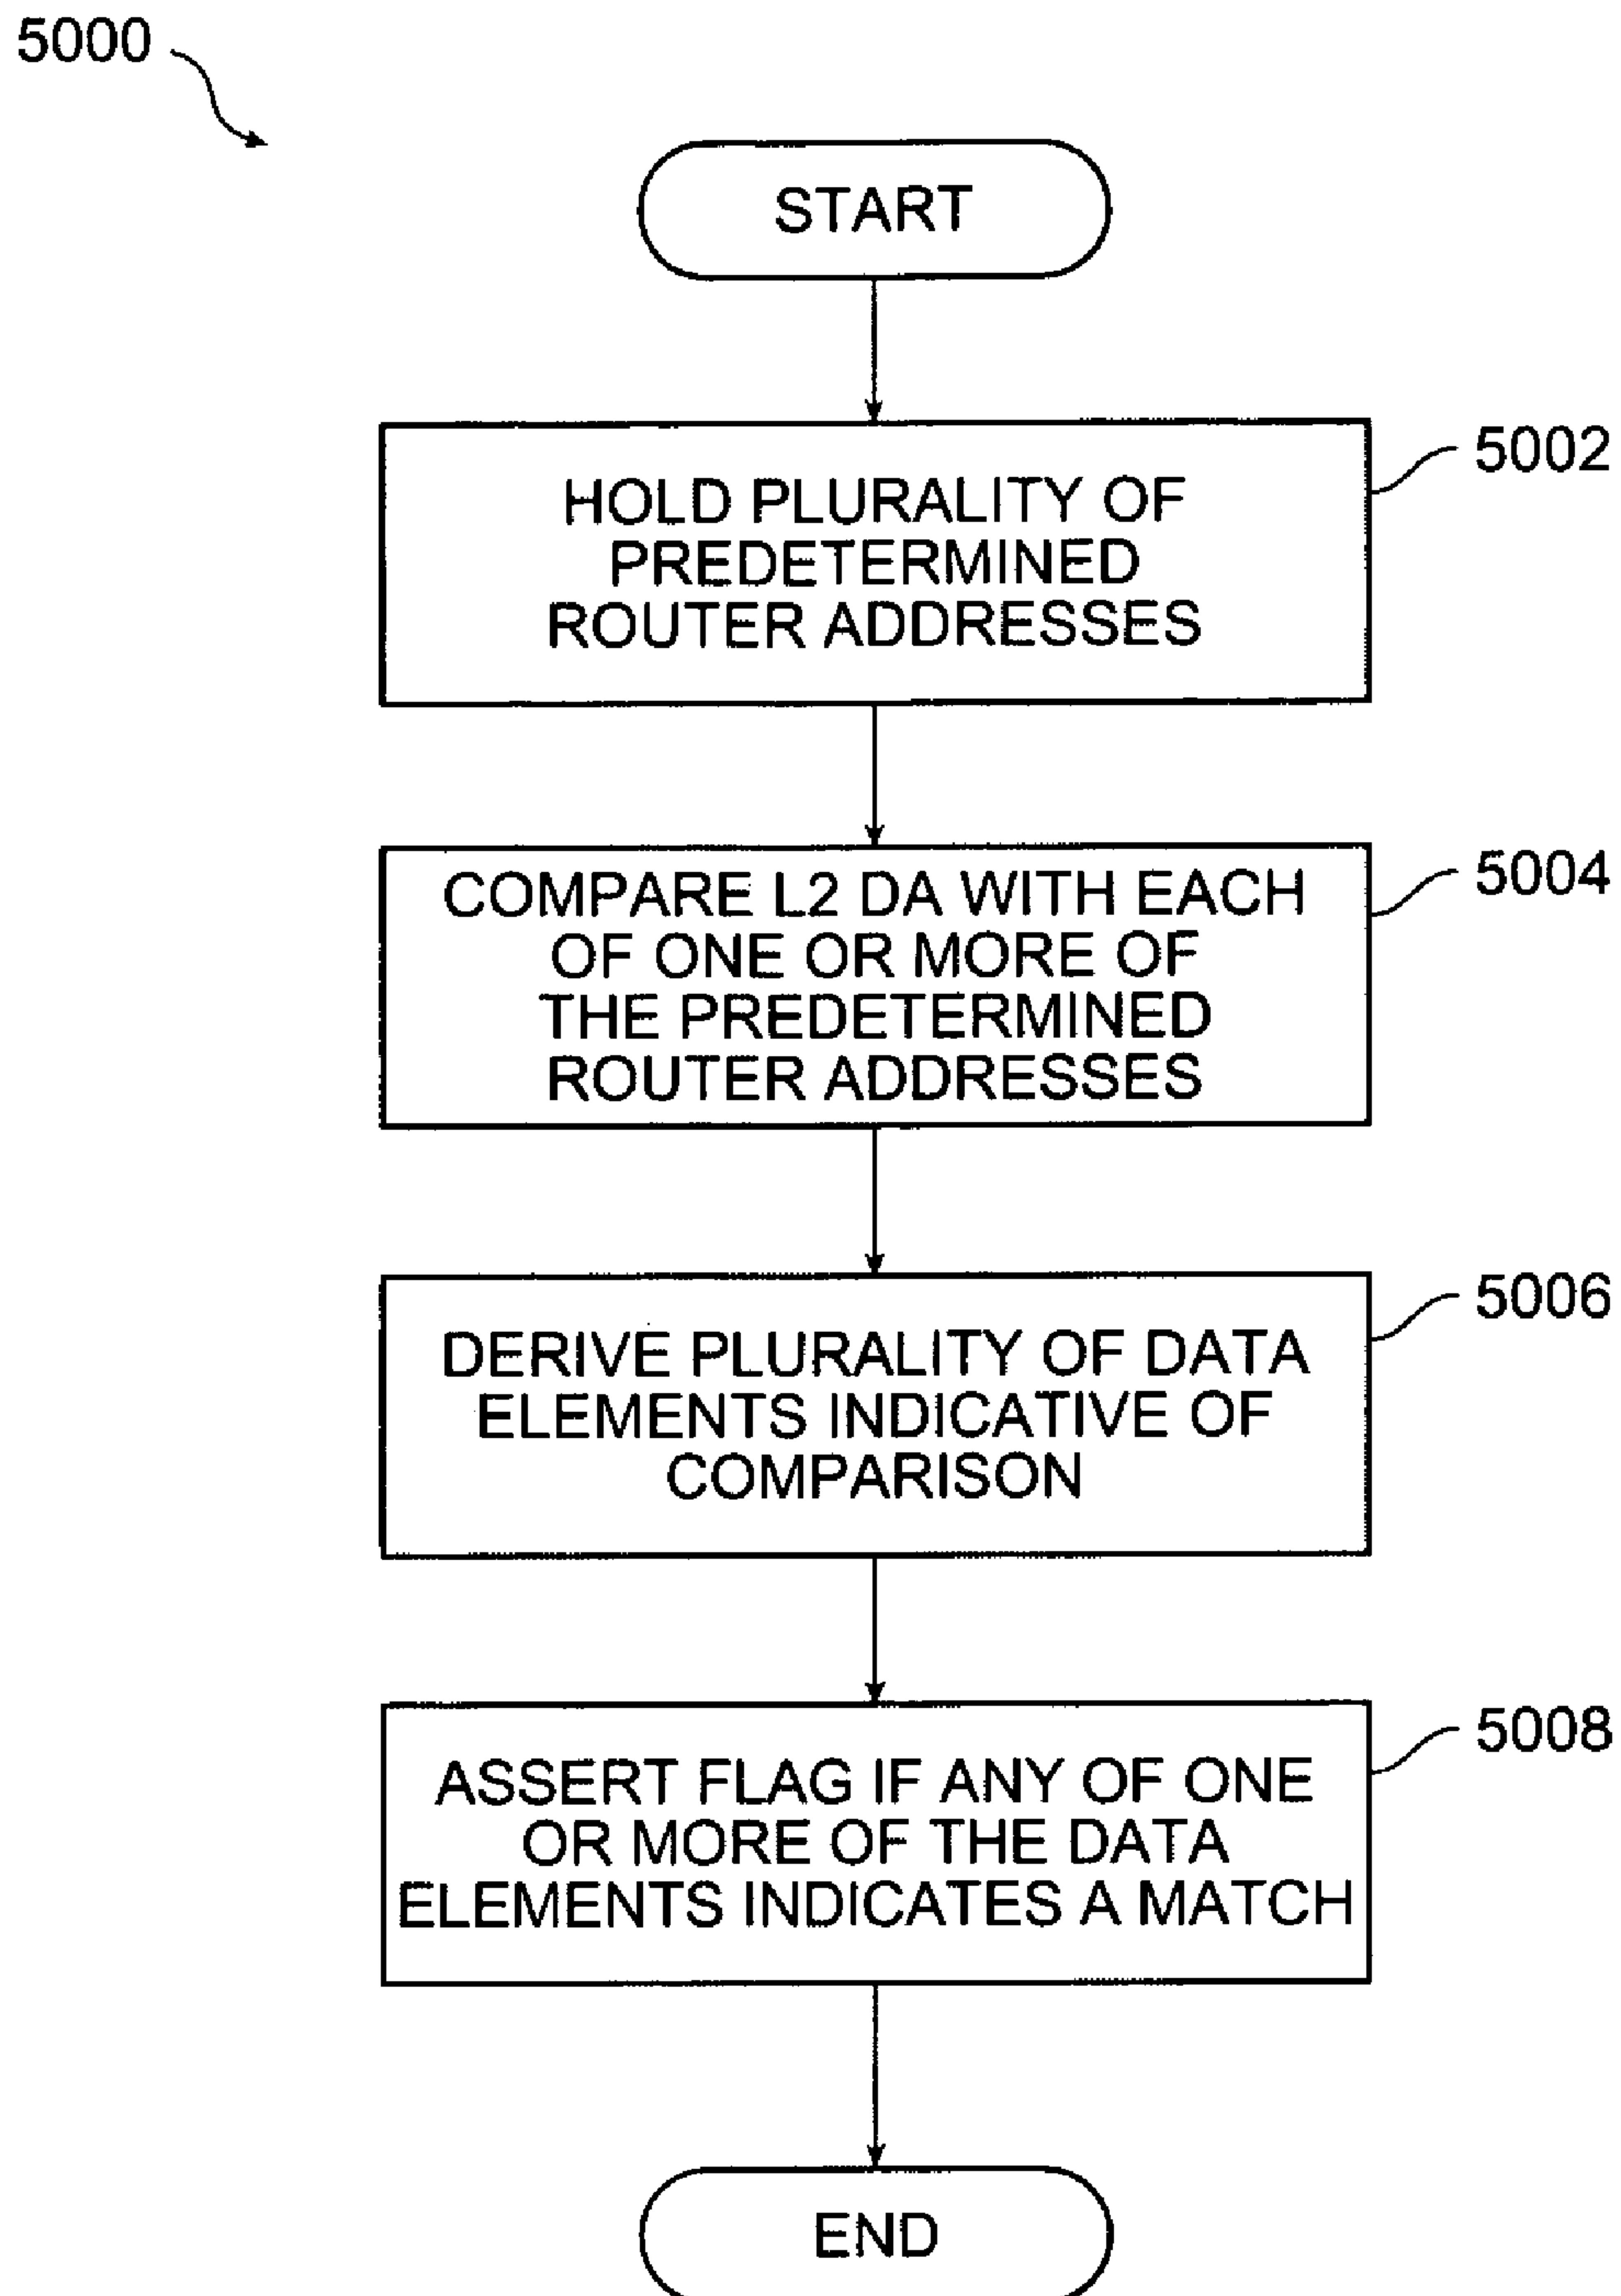 5000
START
HOLD PLURALITY OF
PREDETERMINED
ROUTER ADDRESSES
5002
COMPARE L2 DA WITH EACH
OF ONE OR MORE OF
THE PREDETERMINED
ROUTER ADDRESSES
5004
DERIVE PLURALITY OF DATA
ELEMENTS INDICATIVE OF
COMPARISON
5006
ASSERT FLAG IF ANY OF ONE
OR MORE OF THE DATA
ELEMENTS INDICATES A MATCH
5008
END